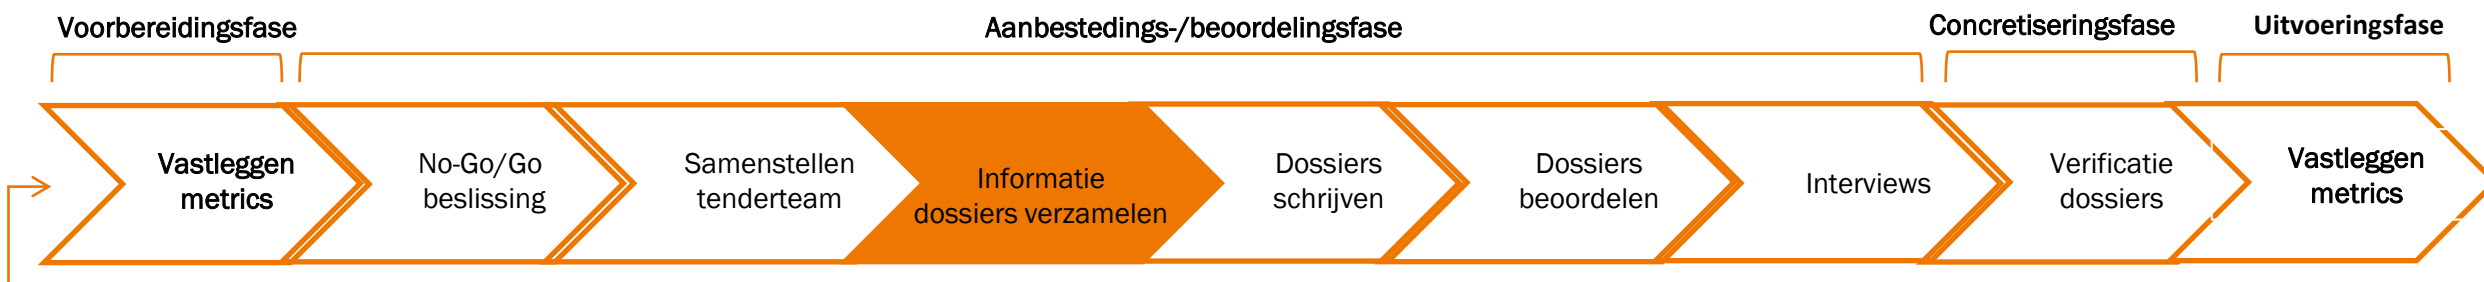 Voorbereidingsfase
Aanbestedings-/beoordelingsfase
Concretiseringsfase
Uitvoeringsfase
Vastleggen
metrics
No-Go/Go
beslissing
Samenstellen
tenderteam
Informatie
dossiers verzamelen
Dossiers
schrijven
Dossiers
beoordelen
Interviews
Verificatie
dossiers
Vastleggen
metrics